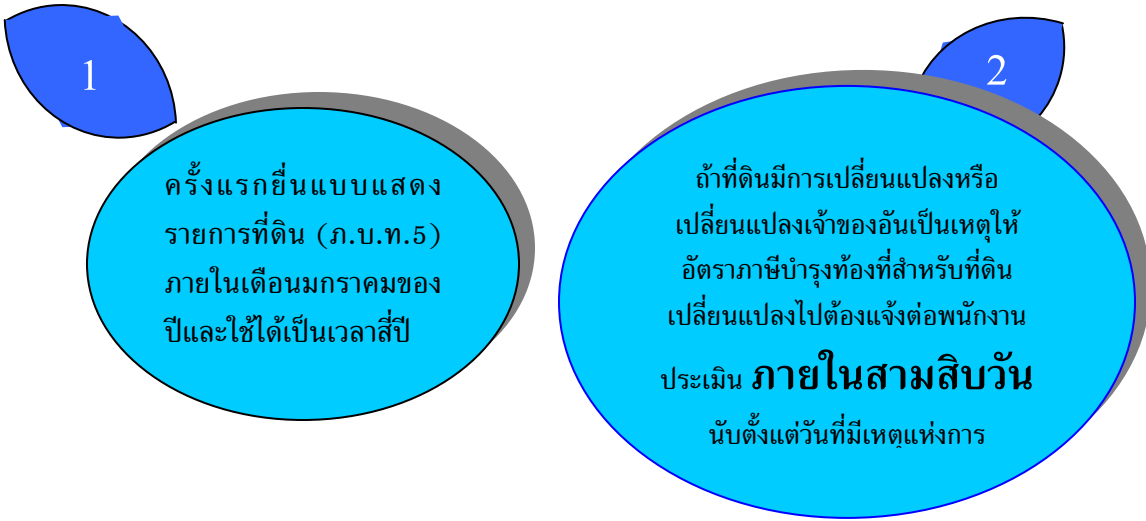 1
ครั้งแรกยื่นแบบแสดง
รายการที่ดิน (ภ.บ.ท.5)
ภายในเดือนมกราคมของ
ปีและใช้ได้เป็นเวลาสี่ปี
2
ถ้าที่ดินมีการเปลี่ยนแปลงหรือ
เปลี่ยนแปลงเจ้าของอันเป็นเหตุให้
อัตราภาษีบำรุงท้องที่สำหรับที่ดิน
เปลี่ยนแปลงไปต้องแจ้งต่อพนักงาน
ประเมิน ภายในสามสิบวัน
นับตั้งแต่วันที่มีเหตุแห่งการ